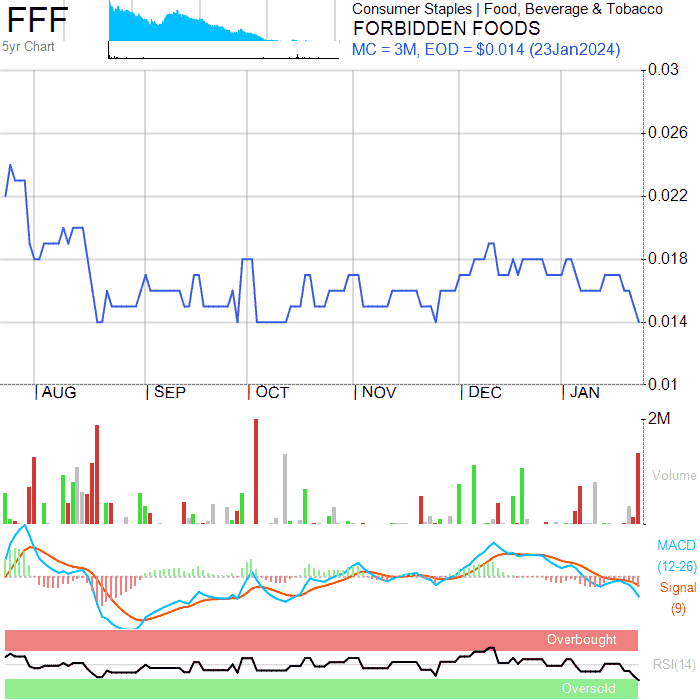 FFF
5yr Chart
Consumer Staples | Food, Beverage & Tobacco
FORBIDDEN FOODS
MC = 3M, EOD = $0.014 (23Jan2024)
0.03
0.026
0.022
0.018
0.014
0.01
AUG SEP OCT NOV DEC JAN
2M
Volume
MACD
(12-26)
Signal
(9)
Overbought
RSI(14)
Oversold